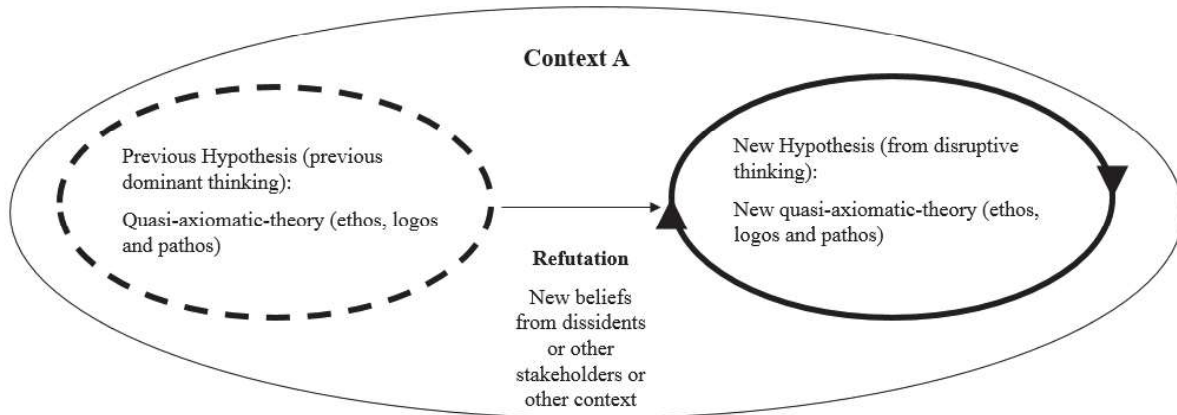 Context A
Previous Hypothesis (previous
dominant thinking):
Quasi-axiomatic-theory (ethos, logos
and pathos)
Refutation
New beliefs
from dissidents
or other
stakeholders or
other context
New Hypothesis (from disruptive
thinking):
New quasi-axiomatic-theory (ethos,
logos and pathos)